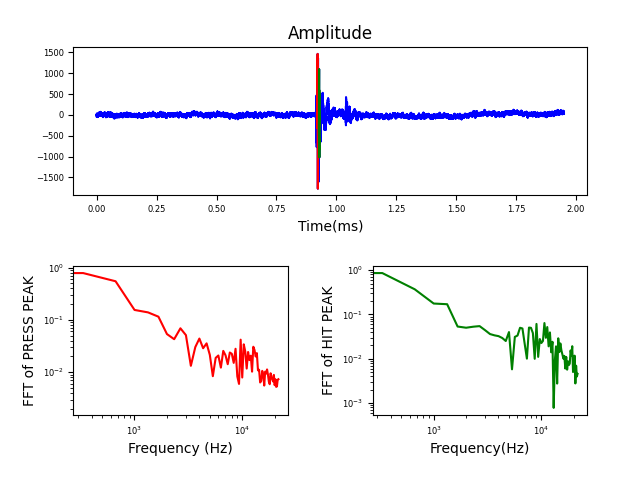 Amplitude
1500
1000
500
0
−500
−1000
−1500
0.00 0.25 0.50 0.75 1.00 1.25 1.50 1.75 2.00
Time(ms)
FFT of PRESS PEAK
10⁰
10⁻¹
10⁻²
10³ 10⁴
Frequency (Hz)
FFT of HIT PEAK
10⁰
10⁻¹
10⁻²
10⁻³
10³ 10⁴
Frequency(Hz)